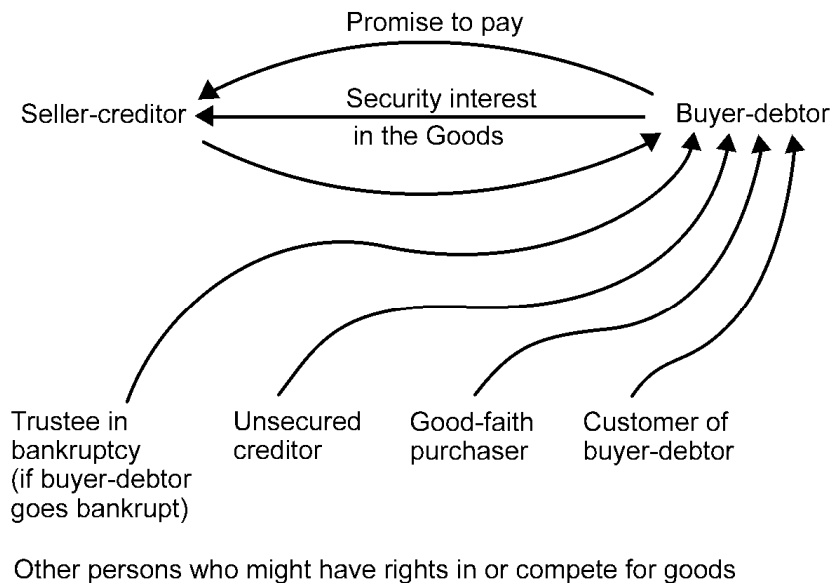 Promise to pay
Seller-creditor
Security interest
in the Goods
Buyer-debtor
Trustee in
bankruptcy
(if buyer-debtor
goes bankrupt)
Unsecured
creditor
Good-faith
purchaser
Customer of
buyer-debtor
Other persons who might have rights in or compete for goods